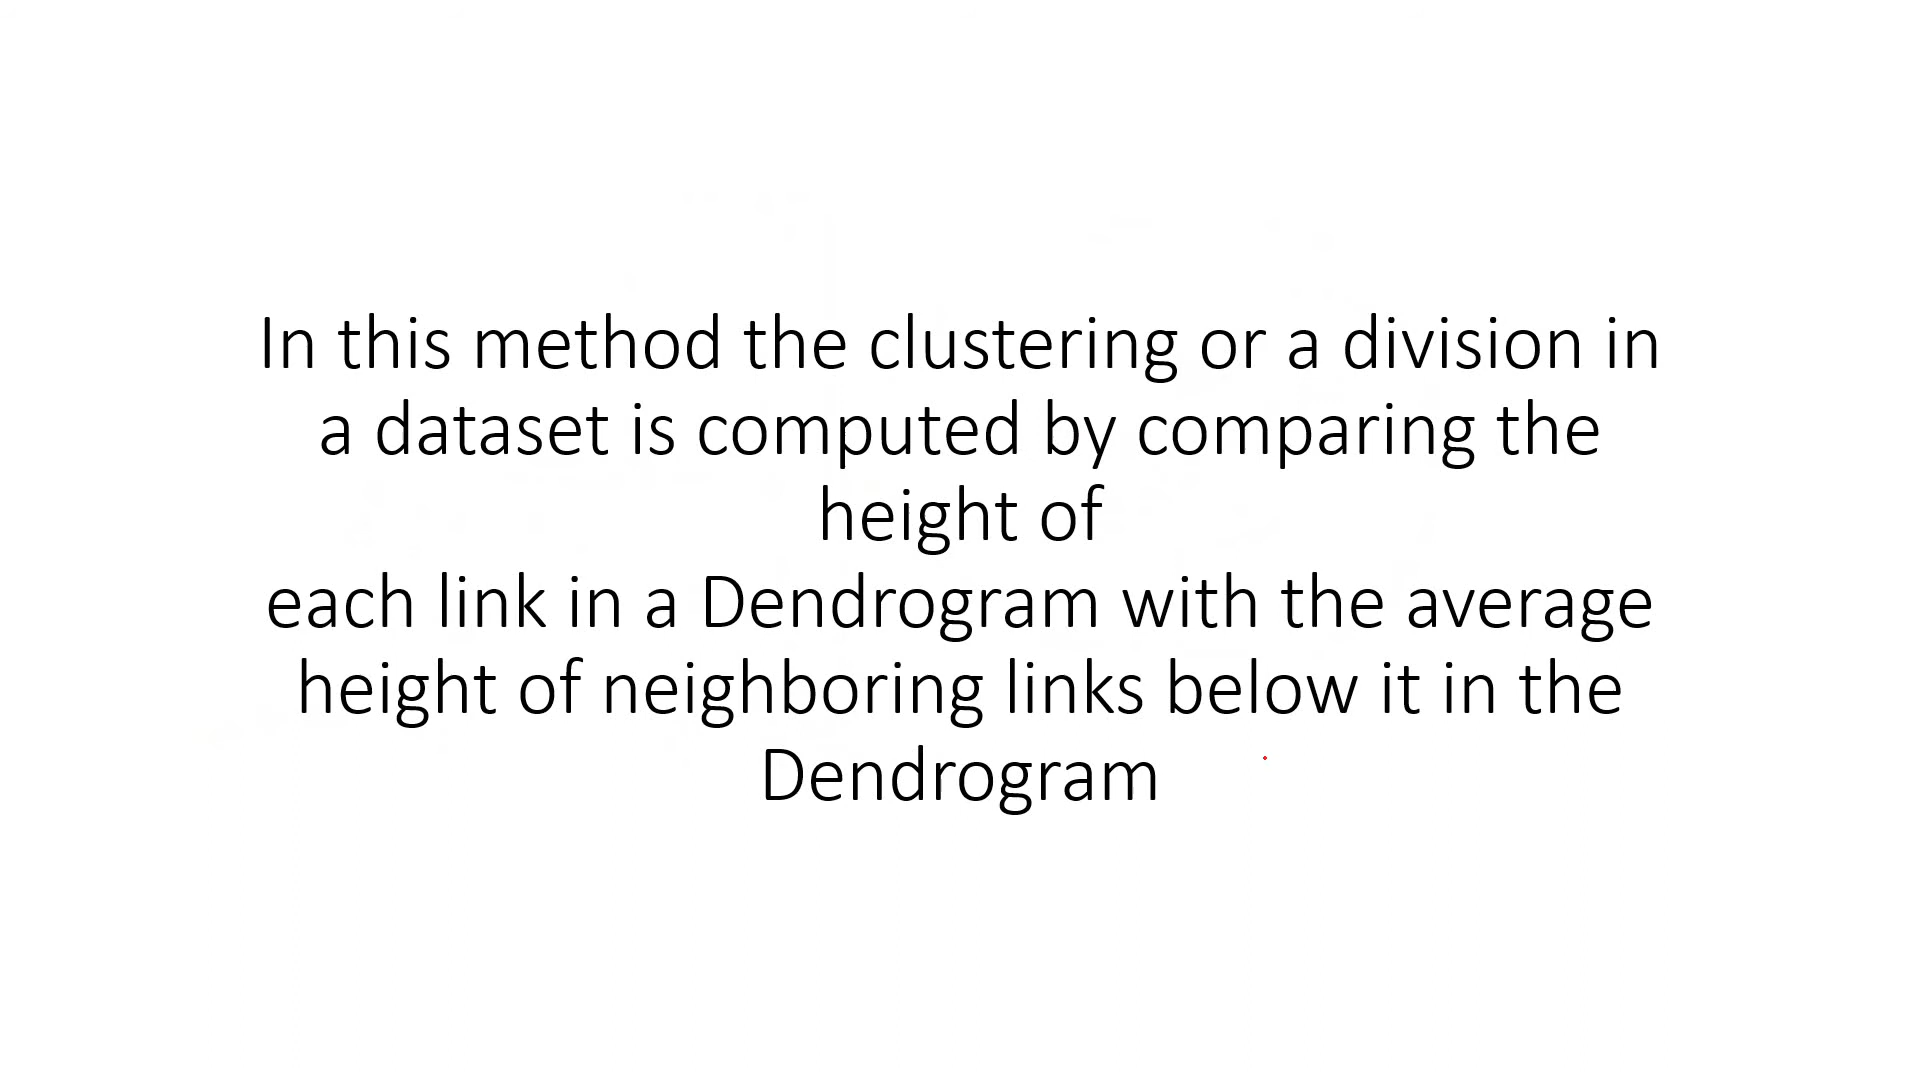 In this method the clustering or a division in
a dataset is computed by comparing the
height of
each link in a Dendrogram with the average
height of neighboring links below it in the
Dendrogram